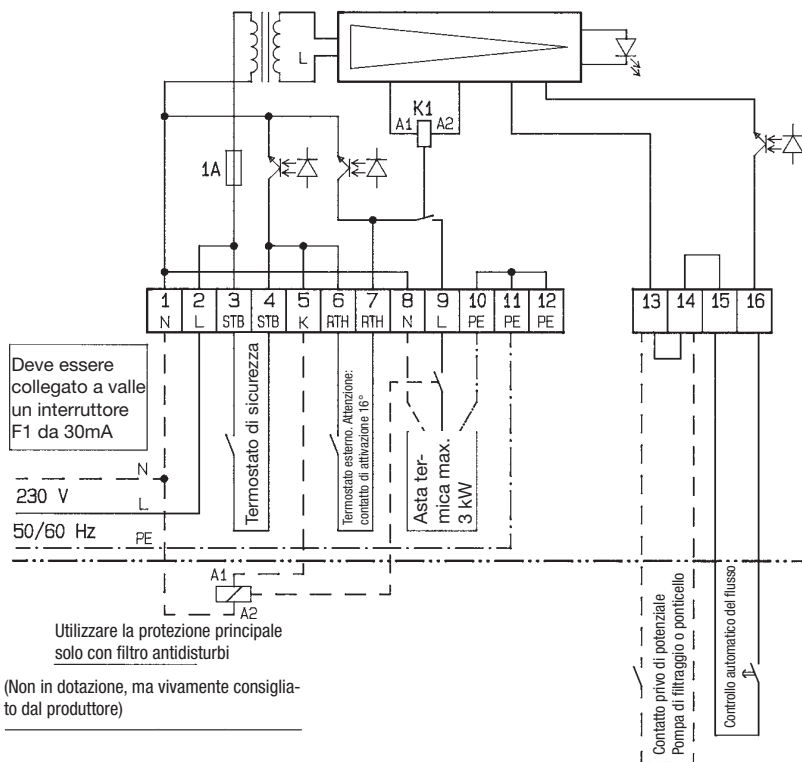 L
K1
A1 A2
1A
1 2 3 4 5 6 7 8 9 10 11 12
N L STB STB K RTH RTH N L PE PE PE
13 14 15 16
Deve essere
collegato a valle
un interruttore
F1 da 30mA
Termostato di sicurezza
Termostato esterno. Attenzione:
contatto di attivazione 16°
Asta ter-
mica max.
3 kW
N
230 V
L
50/60 Hz
PE
A1
A2
Utilizzare la protezione principale
solo con filtro antidisturbi
(Non in dotazione, ma vivamente consiglia-
to dal produttore)
Contatto privo di potenziale
Pompa di filtraggio o ponticello
Controllo automatico del flusso